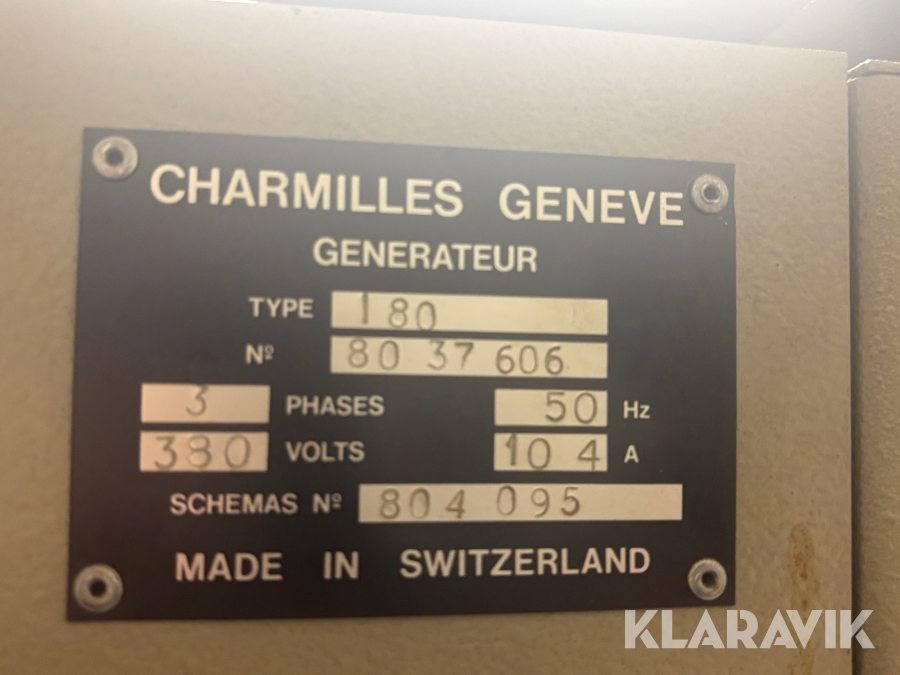 CHARMILLES GENEVE
GENERATEUR
TYPE 180
Nº 80 37 606
3 PHASES 50 Hz
380 VOLTS 10 4 A
SCHEMAS Nº 804 095
MADE IN SWITZERLAND
KLARAVIK